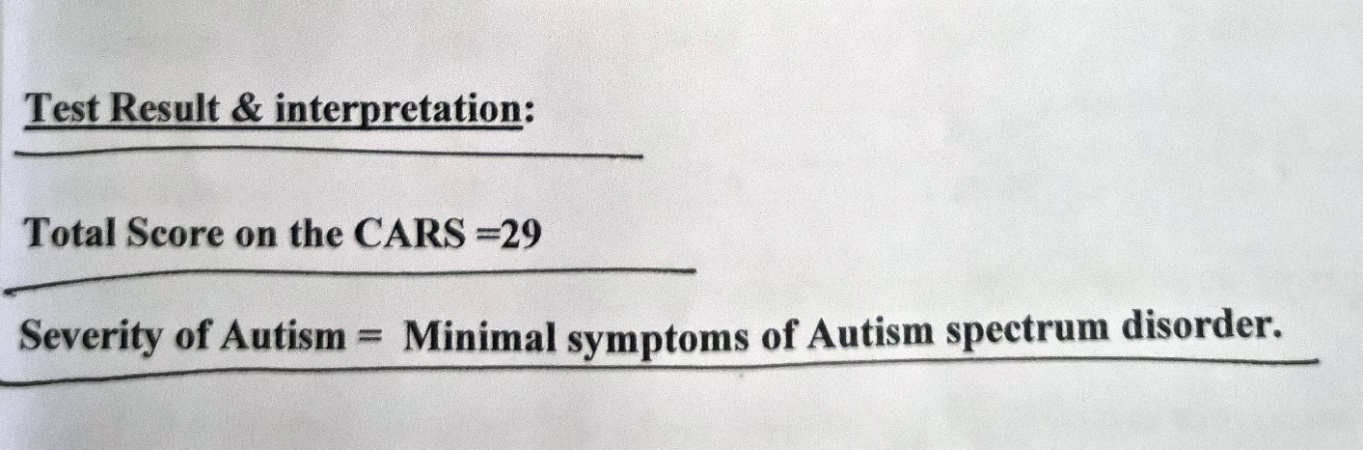 Test Result & interpretation:
Total Score on the CARS =29
Severity of Autism = Minimal symptoms of Autism spectrum disorder.